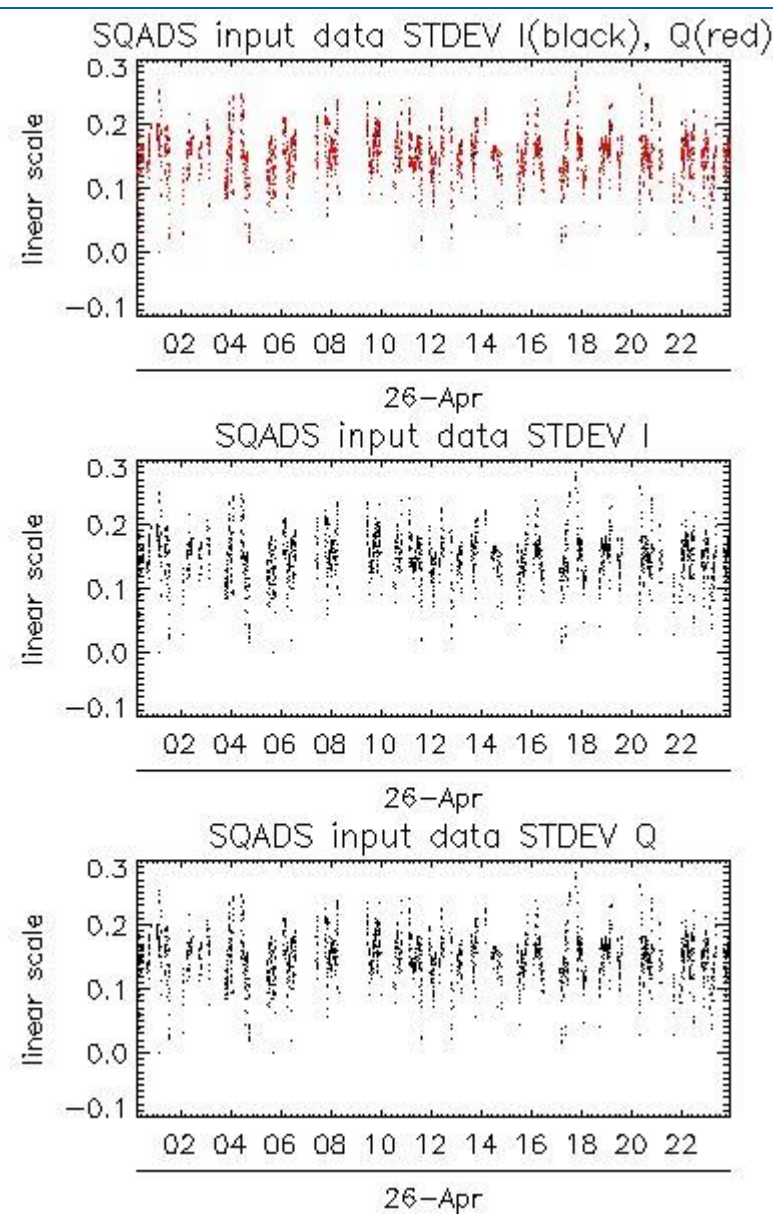 SQADS input data STDEV I(black), Q(red)
linear scale
0.3
0.2
0.1
0.0
-0.1
02 04 06 08 10 12 14 16 18 20 22
26-Apr
SQADS input data STDEV I
linear scale
0.3
0.2
0.1
0.0
-0.1
02 04 06 08 10 12 14 16 18 20 22
26-Apr
SQADS input data STDEV Q
linear scale
0.3
0.2
0.1
0.0
-0.1
02 04 06 08 10 12 14 16 18 20 22
26-Apr